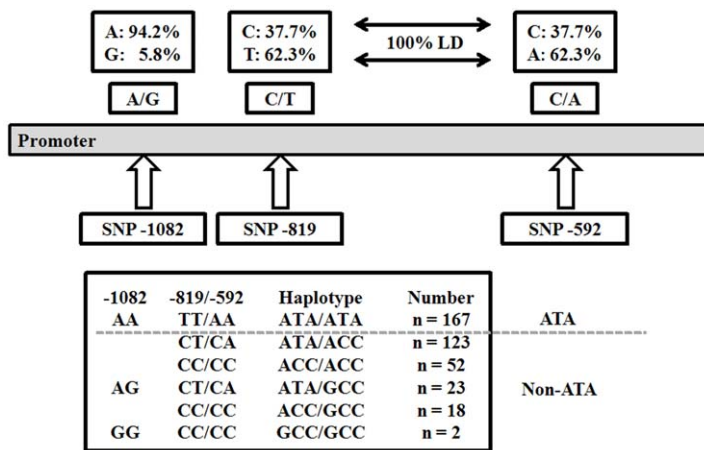 A: 94.2%
G: 5.8%
C: 37.7%
T: 62.3%
100% LD
C: 37.7%
A: 62.3%
A/G
C/T
C/A
Promoter
SNP -1082
SNP -819
SNP -592
-1082 -819/-592 Haplotype Number
AA TT/AA ATA/ATA n = 167 ATA
CT/CA ATA/ACC n = 123
CC/CC ACC/ACC n = 52
AG CT/CA ATA/GCC n = 23 Non-ATA
CC/CC ACC/GCC n = 18
GG CC/CC GCC/GCC n = 2